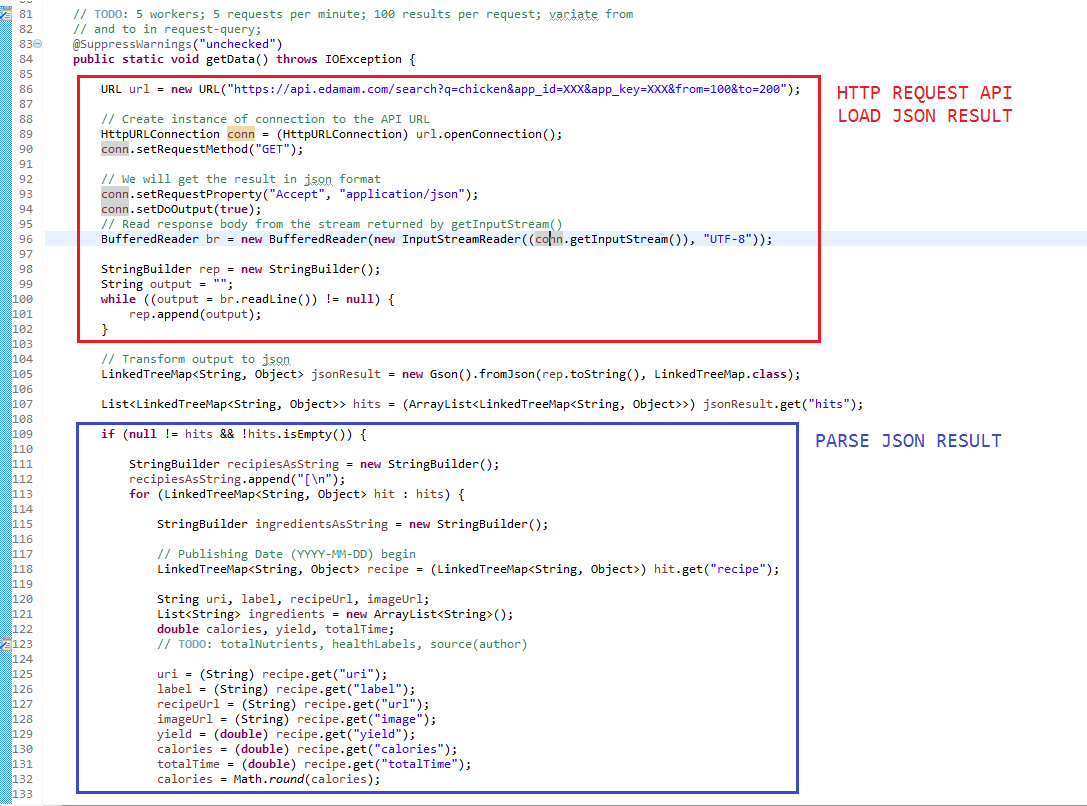 81 // TODO: 5 workers; 5 requests per minute; 100 results per request; variate from
82 // and to in request-query;
83 @SuppressWarnings("unchecked")
84 public static void getData() throws IOException {
85
86 URL url = new URL("https://api.edamam.com/search?q=chicken&app_id=XXX&app_key=XXX&from=100&to=200");
HTTP REQUEST API
87
LOAD JSON RESULT
88 // Create instance of connection to the API URL
89 HttpURLConnection conn = (HttpURLConnection) url.openConnection();
90 conn.setRequestMethod("GET");
91
92 // We will get the result in json format
93 conn.setRequestProperty("Accept", "application/json");
94 conn.setDoOutput(true);
95 // Read response body from the stream returned by getInputStream()
96 BufferedReader br = new BufferedReader(new InputStreamReader((conn.getInputStream()), "UTF-8"));
97
98 StringBuilder rep = new StringBuilder();
99 String output = "";
100 while ((output = br.readLine()) != null) {
101 rep.append(output);
102 }
103
104 // Transform output to json
105 LinkedTreeMap<String, Object> jsonResult = new Gson().fromJson(rep.toString(), LinkedTreeMap.class);
106
107 List<LinkedTreeMap<String, Object>> hits = (ArrayList<LinkedTreeMap<String, Object>>) jsonResult.get("hits");
108
109 if (null != hits && !hits.isEmpty()) {
PARSE JSON RESULT
110
111 StringBuilder recipiesAsString = new StringBuilder();
112 recipiesAsString.append("[\n");
113 for (LinkedTreeMap<String, Object> hit : hits) {
114
115 StringBuilder ingredientsAsString = new StringBuilder();
116
117 // Publishing Date (YYYY-MM-DD) begin
118 LinkedTreeMap<String, Object> recipe = (LinkedTreeMap<String, Object>) hit.get("recipe");
119
120 String uri, label, recipeUrl, imageUrl;
121 List<String> ingredients = new ArrayList<String>();
122 double calories, yield, totalTime;
123 // TODO: totalNutrients, healthLabels, source(author)
124
125 uri = (String) recipe.get("uri");
126 label = (String) recipe.get("label");
127 recipeUrl = (String) recipe.get("url");
128 imageUrl = (String) recipe.get("image");
129 yield = (double) recipe.get("yield");
130 calories = (double) recipe.get("calories");
131 totalTime = (double) recipe.get("totalTime");
132 calories = Math.round(calories);
133